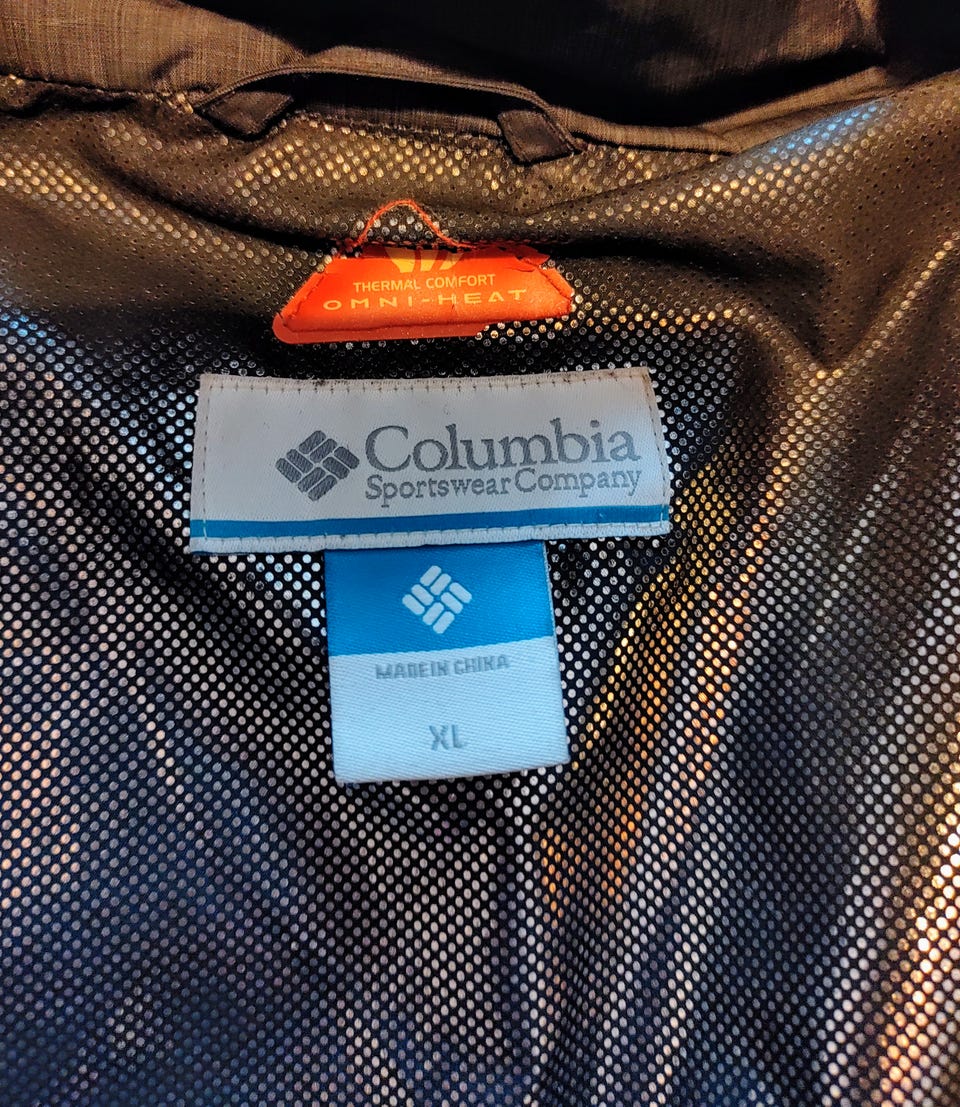 THERMAL COMFORT
OMNI-HEAT
Columbia
Sportswear Company
MADE IN CHINA
XL